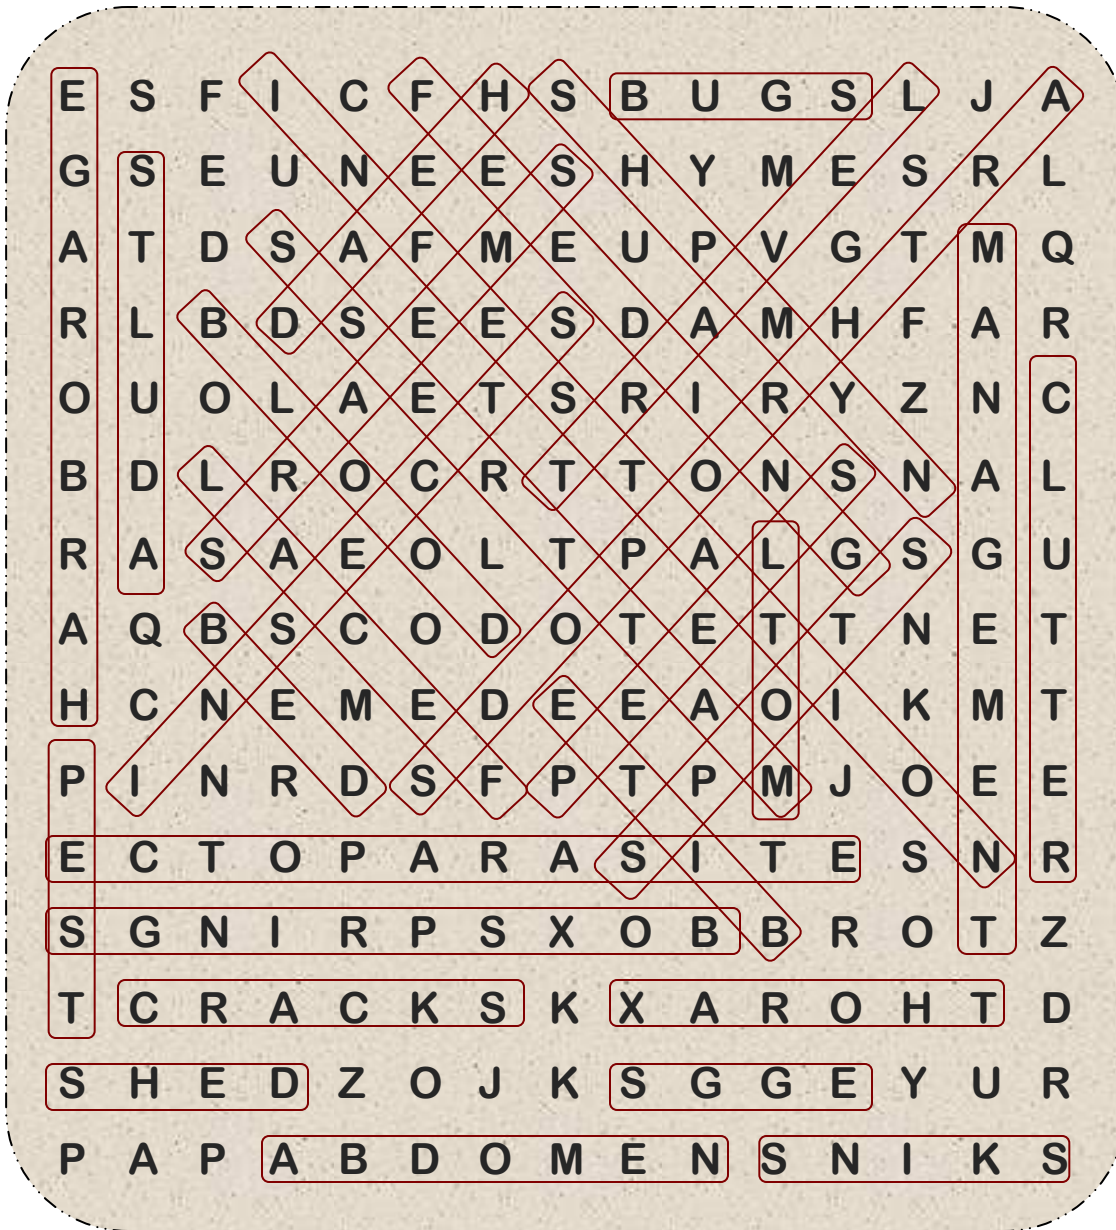 E S F I C F H S B U G S L J A
G S E U N E E S H Y M E S R L
A T D S A F M E U P V G T M Q
R L B D S E E S D A M H F A R
O U O L A E T S R I R Y Z N C
B D L R O C R T T O N S N A L
R A S A E O L T P A L G S G U
A Q B S C O D O T E T T N E T
H C N E M E D E E A O I K M T
P I N R D S F P T P M J O E E
E C T O P A R A S I T E S N R
S G N I R P S X O B B R O T Z
T C R A C K S K X A R O H T D
S H E D Z O J K S G G E Y U R
P A P A B D O M E N S N I K S